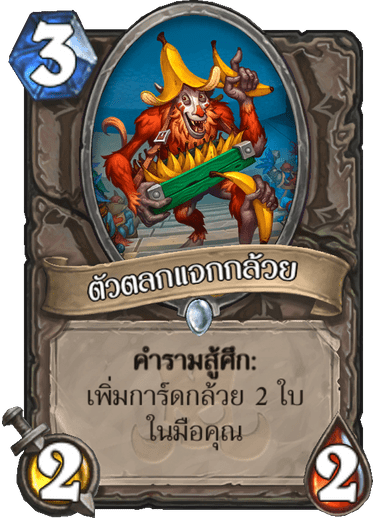 3
ตัวตลกแจกกล้วย
คำรามสู้ศึก:
เพิ่มการ์ดกล้วย 2 ใบ
ในมือคุณ
2
2